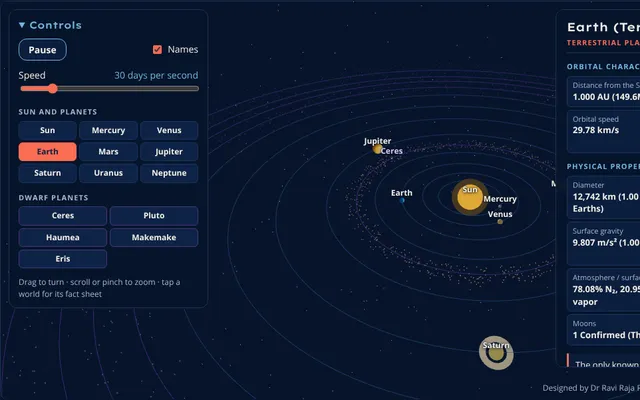 ▼ Controls
Pause
Names
Speed
30 days per second
SUN AND PLANETS
Sun
Mercury
Venus
Earth
Mars
Jupiter
Saturn
Uranus
Neptune
DWARF PLANETS
Ceres
Pluto
Haumea
Makemake
Eris
Drag to turn · scroll or pinch to zoom · tap a
world for its fact sheet
Jupiter
Ceres
Earth
Sun
Mercury
Venus
M
Saturn
Earth (Ter
TERRESTRIAL PLA
ORBITAL CHARAC
Distance from the S
1.000 AU (149.6M
Orbital speed
29.78 km/s
PHYSICAL PROPER
Diameter
12,742 km (1.00
Earths)
Surface gravity
9.807 m/s² (1.00
Atmosphere / surfa
78.08% N₂, 20.95
vapor
Moons
1 Confirmed (Th
The only known
Designed by Dr Ravi Raja P